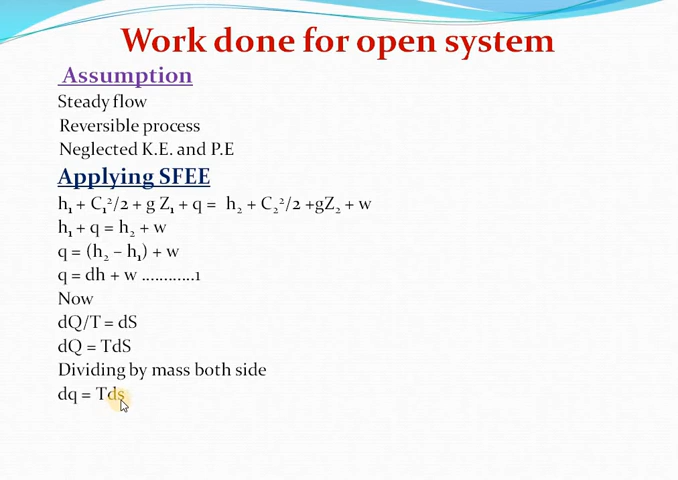 Work done for open system
Assumption
Steady flow
Reversible process
Neglected K.E. and P.E
Applying SFEE
h₁ + C₁²/2 + g Z₁ + q = h₂ + C₂²/2 +gZ₂ + w
h₁ + q = h₂ + w
q = (h₂ – h₁) + w
q = dh + w ............1
Now
dQ/T = dS
dQ = TdS
Dividing by mass both side
dq = Tds